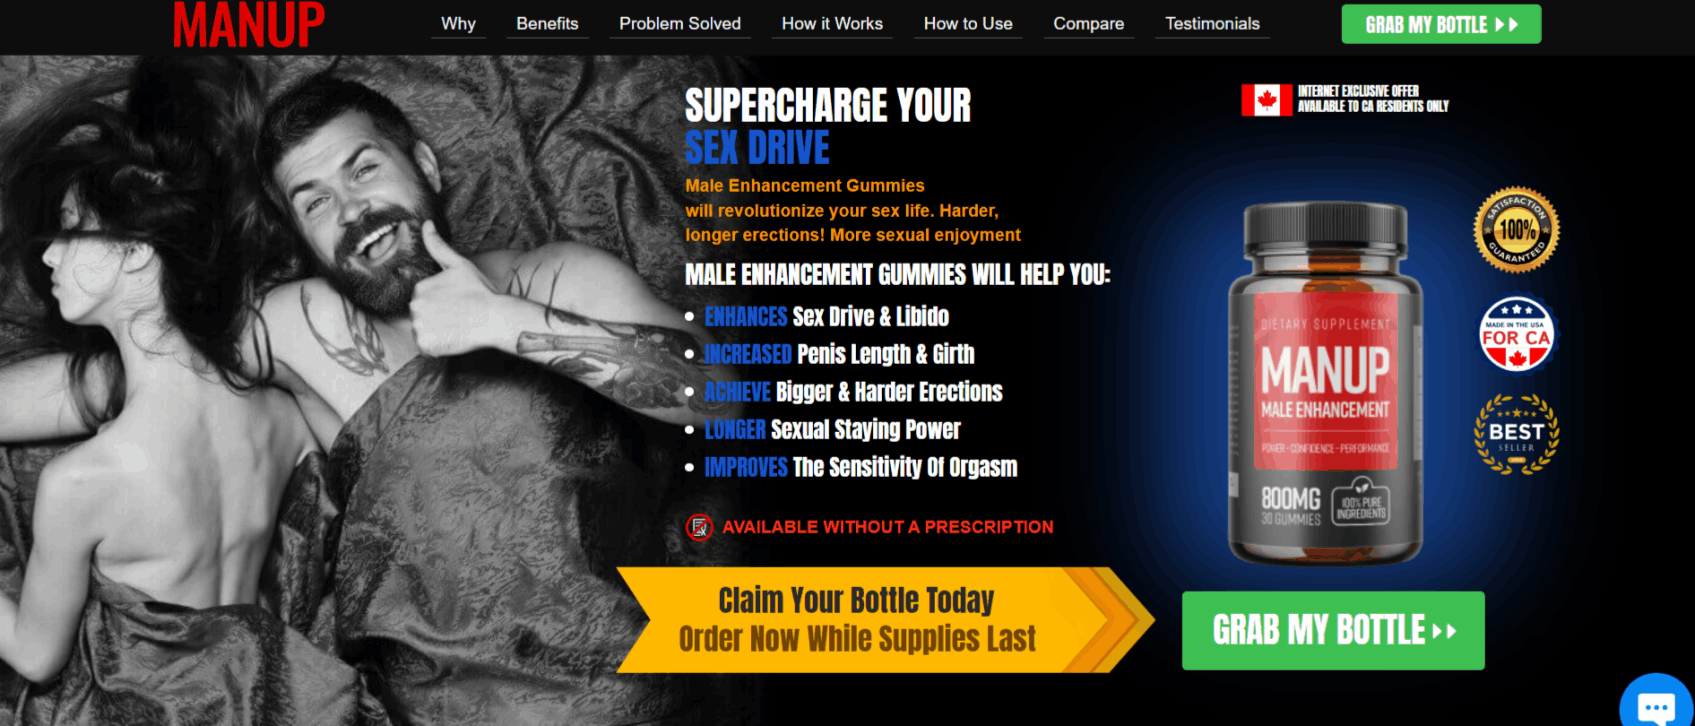 MANUP
Why
Benefits
Problem Solved
How it Works
How to Use
Compare
Testimonials
GRAB MY BOTTLE
INTERNET EXCLUSIVE OFFER
AVAILABLE TO CA RESIDENTS ONLY
SUPERCHARGE YOUR
SEX DRIVE
Male Enhancement Gummies
will revolutionize your sex life. Harder,
longer erections! More sexual enjoyment
MALE ENHANCEMENT GUMMIES WILL HELP YOU:
ENHANCES Sex Drive & Libido
INCREASED Penis Length & Girth
ACHIEVE Bigger & Harder Erections
LONGER Sexual Staying Power
IMPROVES The Sensitivity Of Orgasm
AVAILABLE WITHOUT A PRESCRIPTION
Claim Your Bottle Today
Order Now While Supplies Last
DIETARY SUPPLEMENT
MANUP
MALE ENHANCEMENT
POWER - CONFIDENCE - PERFORMANCE
800MG
30 GUMMIES
100% PURE
INGREDIENTS
SATISFACTION
100%
GUARANTEED
MADE IN THE USA
FOR CA
BEST
SELLER
GRAB MY BOTTLE